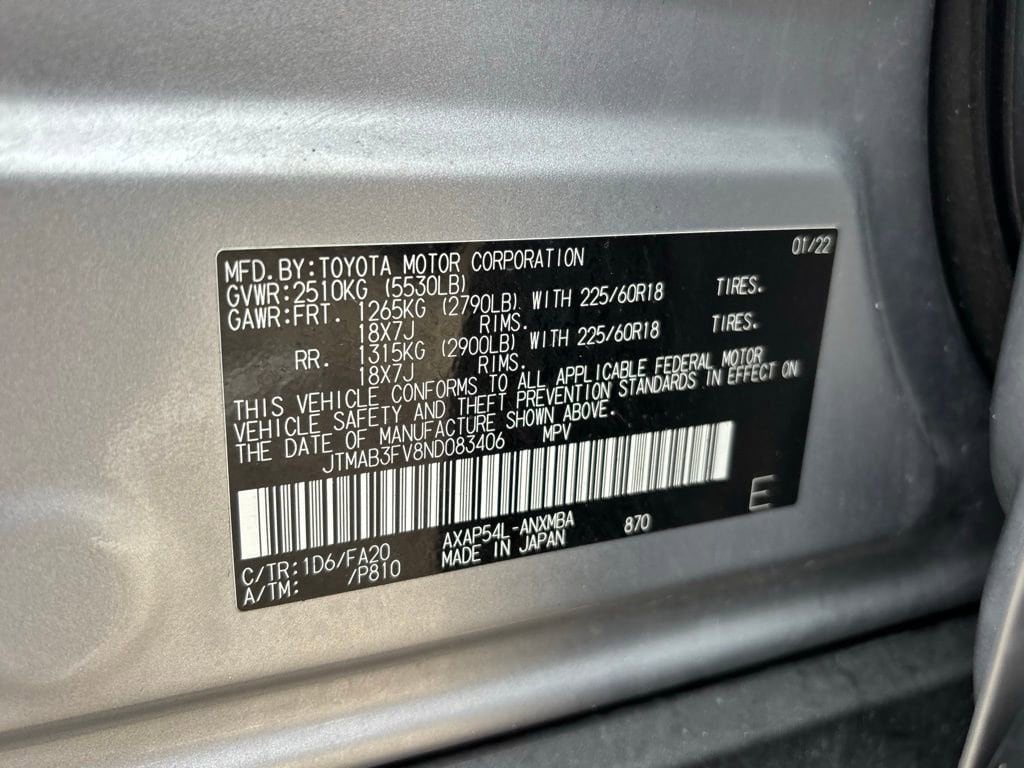 MFD.BY:TOYOTA MOTOR CORPORATION 01/22
GVWR:2510KG (5530LB)
GAWR:FRT. 1265KG (2790LB) WITH 225/60R18 TIRES.
18X7J RIMS.
RR. 1315KG (2900LB) WITH 225/60R18 TIRES.
18X7J RIMS.
THIS VEHICLE CONFORMS TO ALL APPLICABLE FEDERAL MOTOR
VEHICLE SAFETY AND THEFT PREVENTION STANDARDS IN EFFECT ON
THE DATE OF MANUFACTURE SHOWN ABOVE.
JTMAB3FV8ND083406 MPV
E
C/TR:1D6/FA20 AXAP54L-ANXMBA 870
A/TM: /P810 MADE IN JAPAN